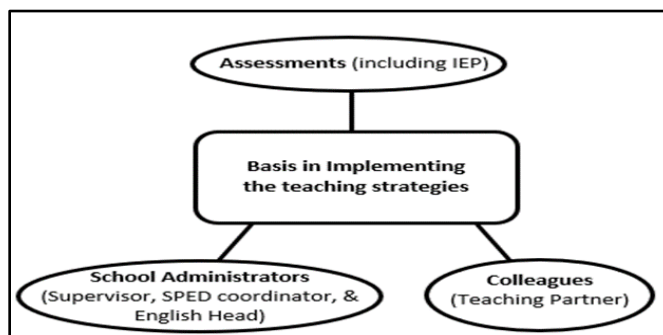 Assessments (including IEP)
Basis in Implementing
the teaching strategies
School Administrators
(Supervisor, SPED coordinator, &
English Head)
Colleagues
(Teaching Partner)